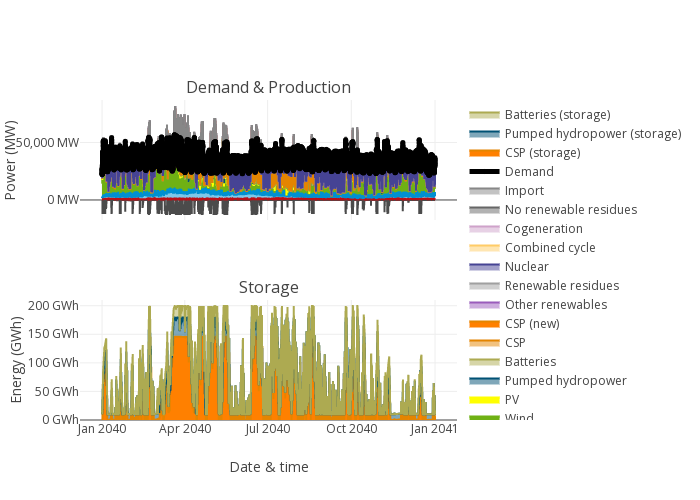 Demand & Production
Power (MW)
50,000 MW
0 MW
Storage
Energy (GWh)
200 GWh
150 GWh
100 GWh
50 GWh
0 GWh
Jan 2040
Apr 2040
Jul 2040
Oct 2040
Jan 2041
Date & time
Batteries (storage)
Pumped hydropower (storage)
CSP (storage)
Demand
Import
No renewable residues
Cogeneration
Combined cycle
Nuclear
Renewable residues
Other renewables
CSP (new)
CSP
Batteries
Pumped hydropower
PV
Wind